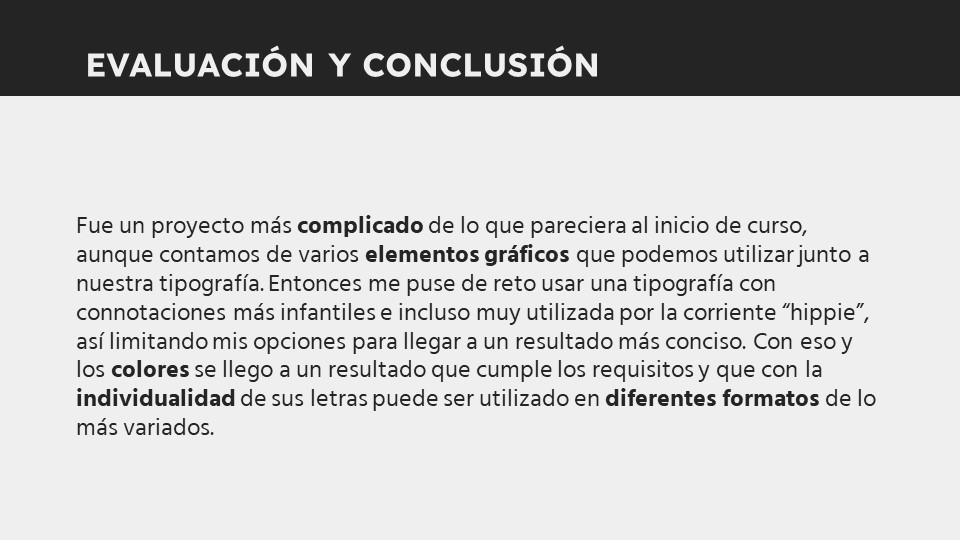 EVALUACIÓN Y CONCLUSIÓN
Fue un proyecto más complicado de lo que pareciera al inicio de curso,
aunque contamos de varios elementos gráficos que podemos utilizar junto a
nuestra tipografía. Entonces me puse de reto usar una tipografía con
connotaciones más infantiles e incluso muy utilizada por la corriente “hippie”,
así limitando mis opciones para llegar a un resultado más conciso. Con eso y
los colores se llego a un resultado que cumple los requisitos y que con la
individualidad de sus letras puede ser utilizado en diferentes formatos de lo
más variados.